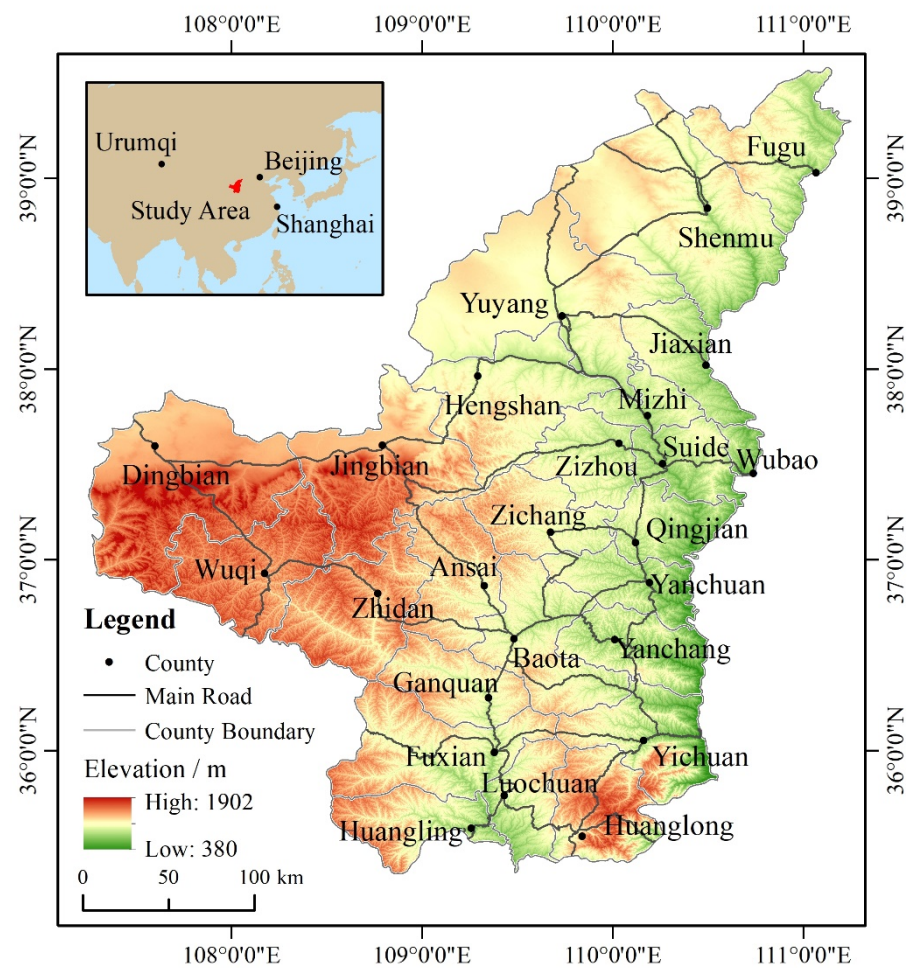 108°0'0"E 109°0'0"E 110°0'0"E 111°0'0"E
39°0'0"N
38°0'0"N
37°0'0"N
36°0'0"N
Urumqi
Beijing
Study Area
Shanghai
Fugu
Shenmu
Yuyang
Jiaxian
Hengshan
Mizhi
Dingbian
Jingbian
Zizhou
Suide
Wubao
Zichang
Qingjian
Wuqi
Ansai
Yanchuan
Zhidan
Baota
Yanchang
Ganquan
Fuxian
Yichuan
Luochuan
Huangling
Huanglong
Legend
County
Main Road
County Boundary
Elevation / m
High: 1902
Low: 380
0 50 100 km
39°0'0"N
38°0'0"N
37°0'0"N
36°0'0"N
108°0'0"E 109°0'0"E 110°0'0"E 111°0'0"E